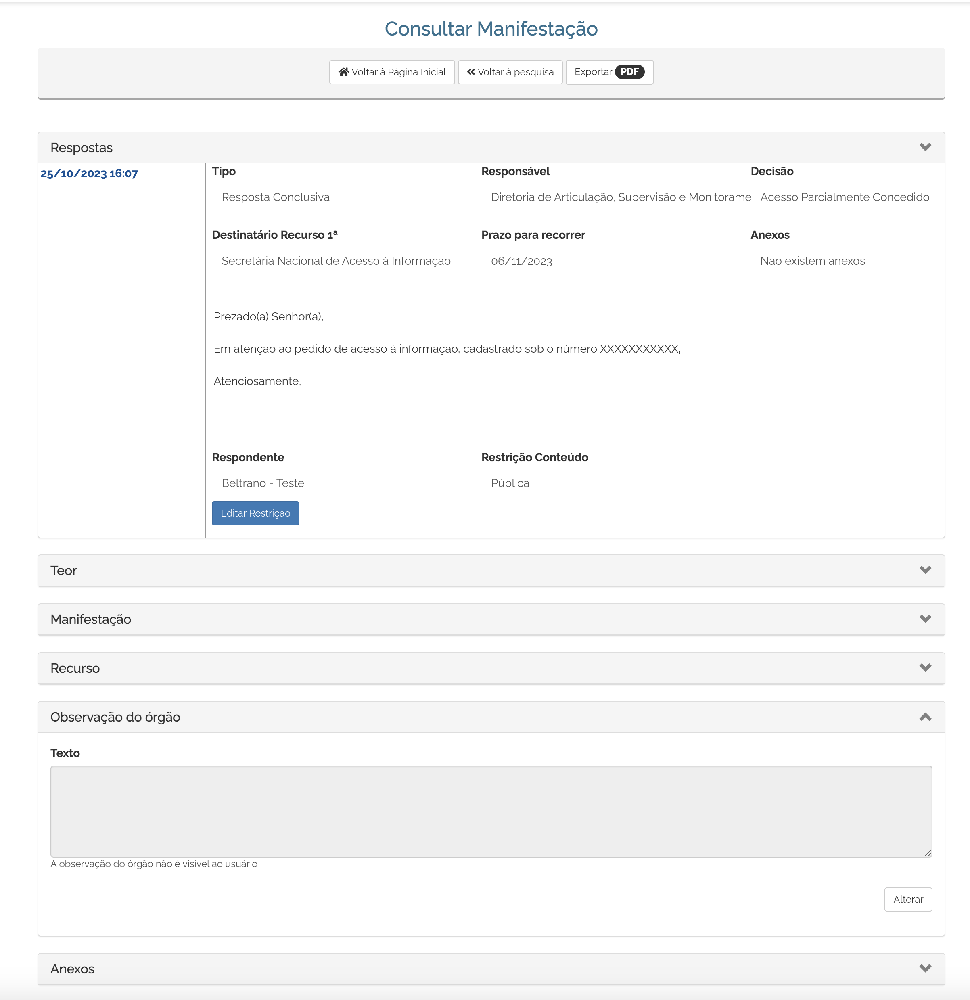 Consultar Manifestação
Voltar à Página Inicial Voltar à pesquisa Exportar PDF
Respostas
25/10/2023 16:07
Tipo Responsável Decisão
Resposta Conclusiva Diretoria de Articulação, Supervisão e Monitorame Acesso Parcialmente Concedido
Destinatário Recurso 1ª Prazo para recorrer Anexos
Secretária Nacional de Acesso à Informação 06/11/2023 Não existem anexos
Prezado(a) Senhor(a),
Em atenção ao pedido de acesso à informação, cadastrado sob o número XXXXXXXXXXX,
Atenciosamente,
Respondente Restrição Conteúdo
Beltrano - Teste Pública
Editar Restrição
Teor
Manifestação
Recurso
Observação do órgão
Texto
A observação do órgão não é visível ao usuário
Alterar
Anexos